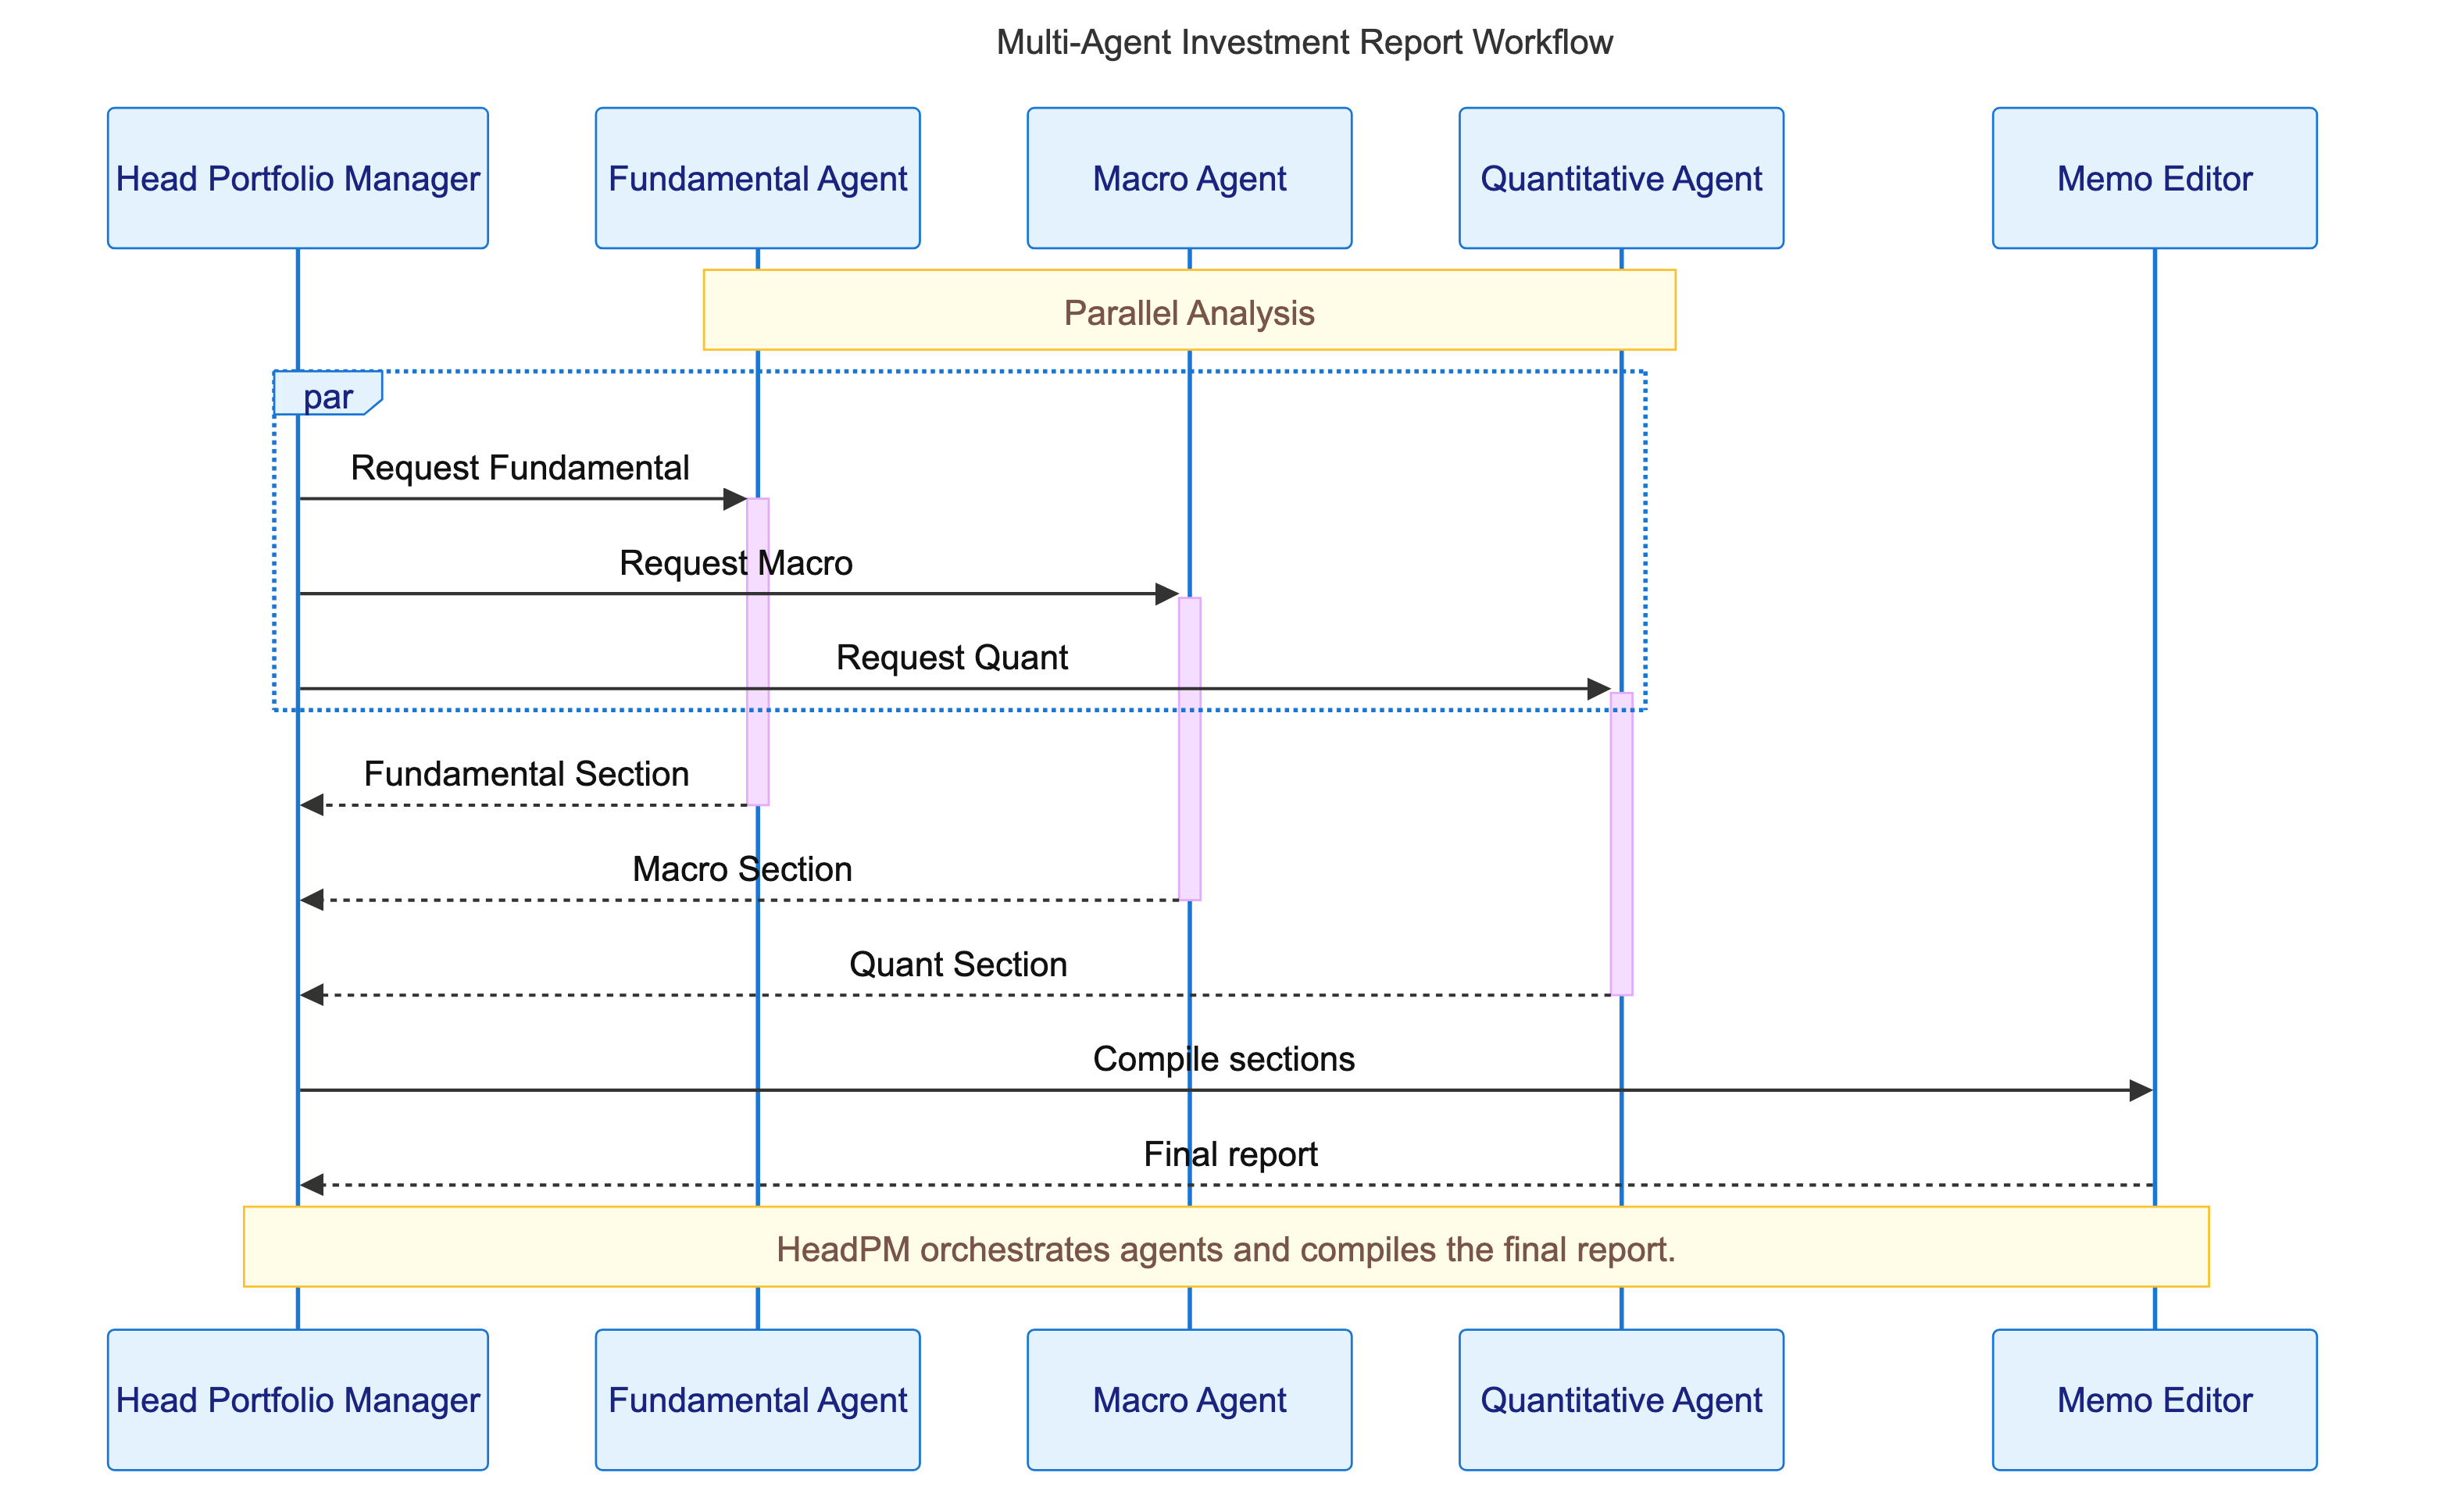 Multi-Agent Investment Report Workflow
Head Portfolio Manager
Fundamental Agent
Macro Agent
Quantitative Agent
Memo Editor
Parallel Analysis
par
Request Fundamental
Request Macro
Request Quant
Fundamental Section
Macro Section
Quant Section
Compile sections
Final report
HeadPM orchestrates agents and compiles the final report.
Head Portfolio Manager
Fundamental Agent
Macro Agent
Quantitative Agent
Memo Editor